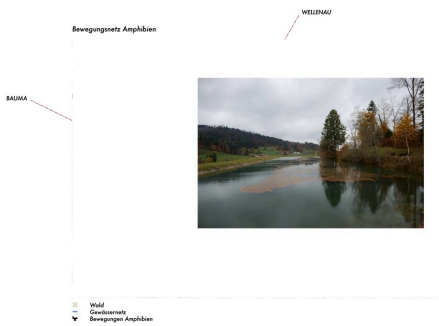 WELLENAU
Bewegungsnetz Amphibien
BAUMA
Wald
Gewässernetz
Bewegungen Amphibien